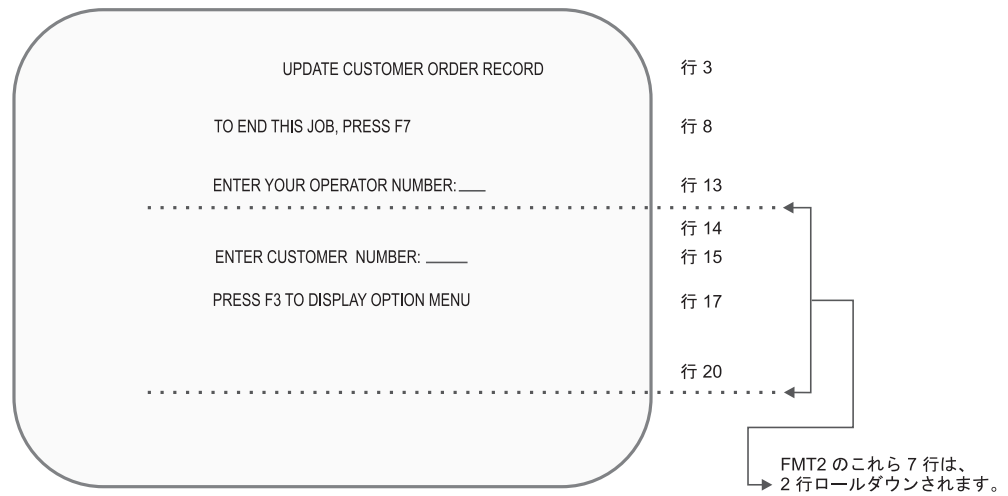 UPDATE CUSTOMER ORDER RECORD 行 3
TO END THIS JOB, PRESS F7 行 8
ENTER YOUR OPERATOR NUMBER:___ 行 13
行 14
ENTER CUSTOMER NUMBER: ____ 行 15
PRESS F3 TO DISPLAY OPTION MENU 行 17
行 20
FMT2 のこれら 7 行は、
2 行ロールダウンされます。